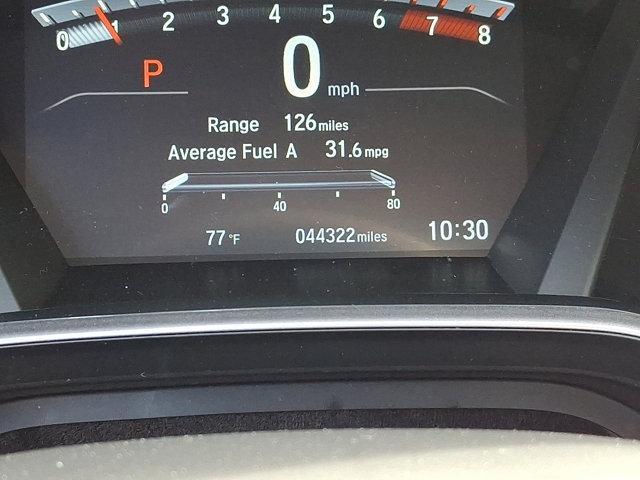 0 1 2 3 4 5 6 7 8
P 0 mph
Range 126 miles
Average Fuel A 31.6 mpg
0 40 80
77 °F 044322 miles 10:30